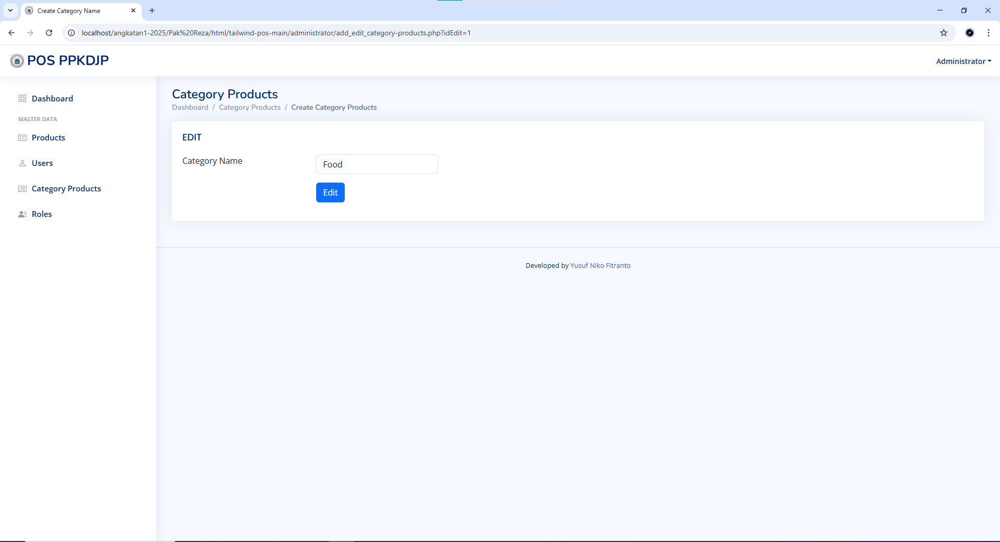 Create Category Name
localhost/angkatan1-2025/Pak%20Reza/html/tailwind-pos-main/administrator/add_edit_category-products.php?idEdit=1
POS PPKDJP
Administrator
Dashboard
MASTER DATA
Products
Users
Category Products
Roles
Category Products
Dashboard / Category Products / Create Category Products
EDIT
Category Name
Food
Edit
Developed by Yusuf Niko Fitranto